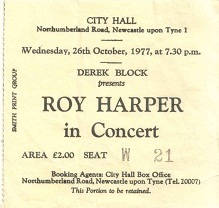 CITY HALL
Northumberland Road, Newcastle upon Tyne 1
Wednesday, 26th October, 1977, at 7.30 p.m.
DEREK BLOCK
presents
ROY HARPER
in Concert
AREA £2.00 SEAT W 21
Booking Agents: City Hall Box Office
Northumberland Road, Newcastle upon Tyne (Tel. 20007)
This Portion to be retained.
SMITH PRINT GROUP